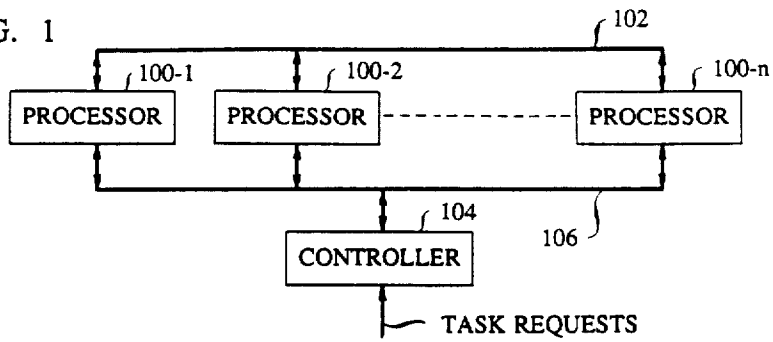 G. 1
102
100-1
100-2
100-n
PROCESSOR
PROCESSOR
PROCESSOR
104
106
CONTROLLER
TASK REQUESTS